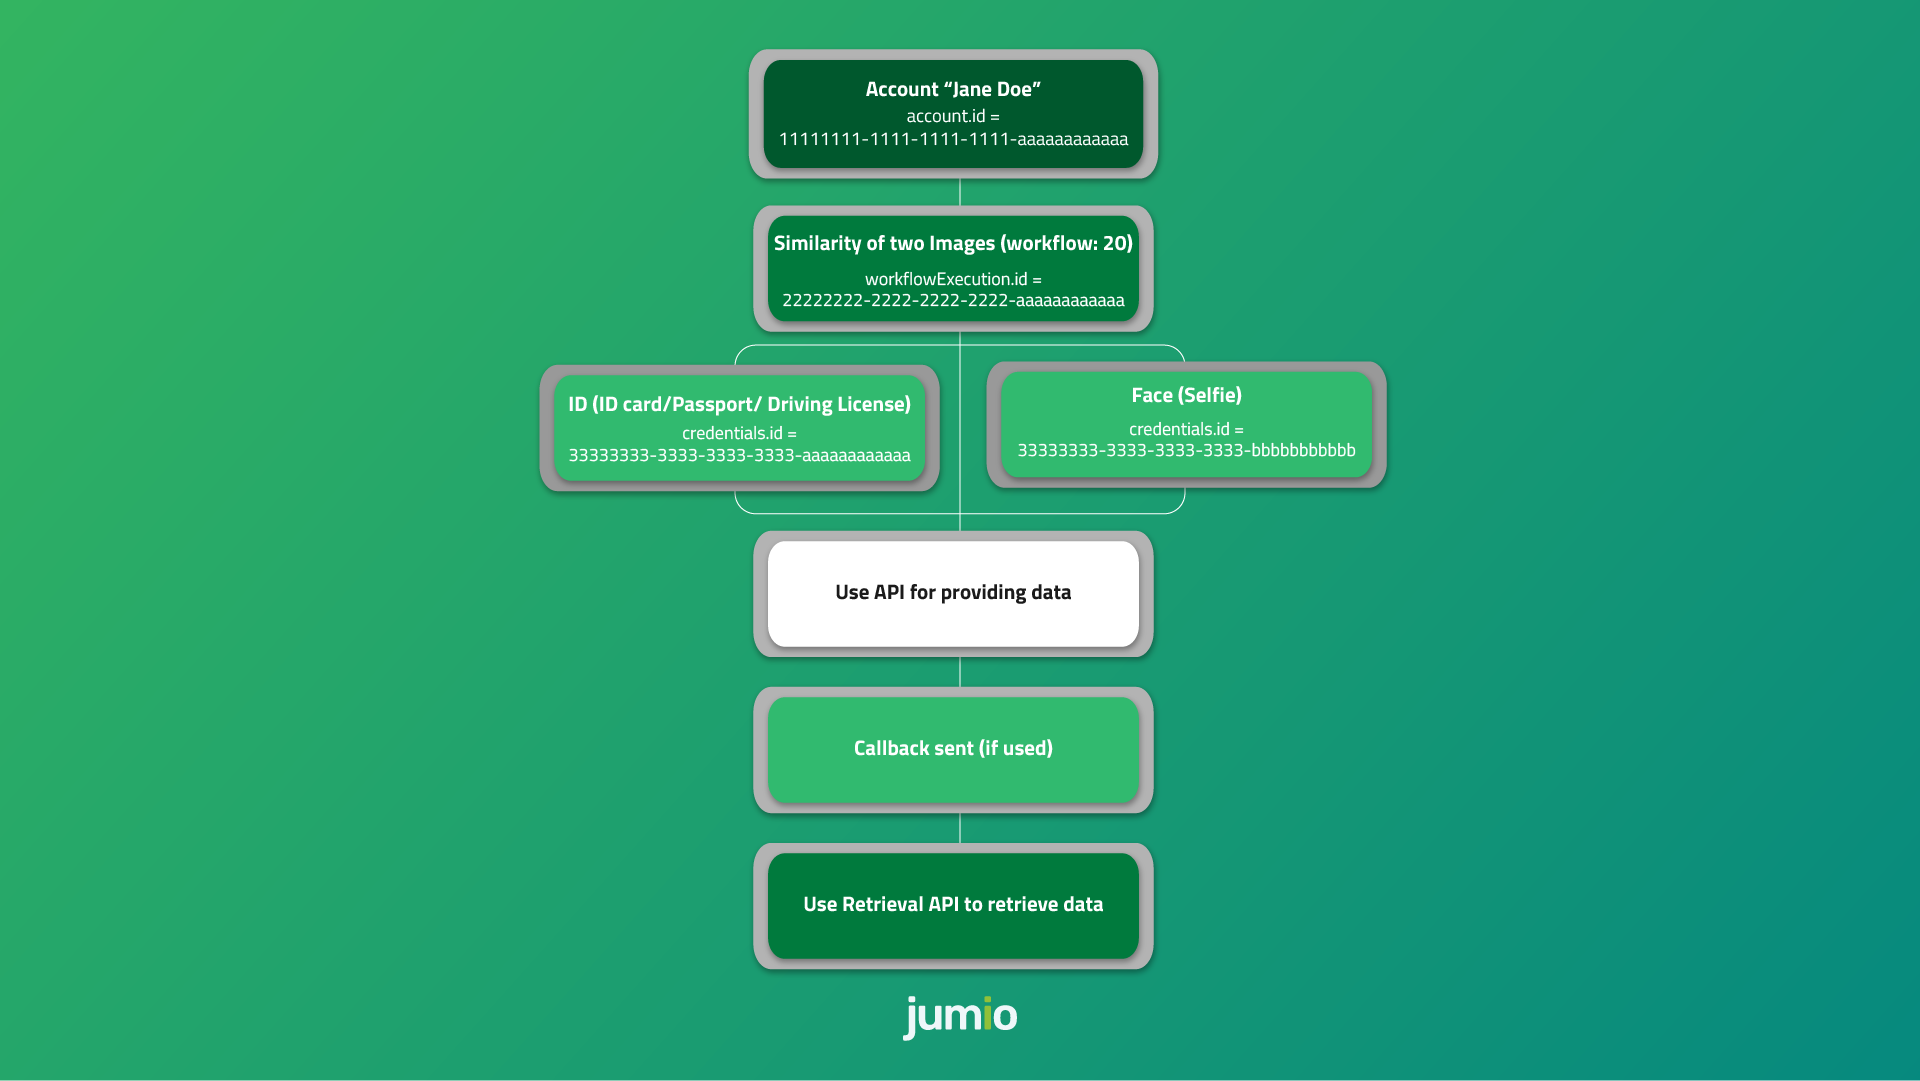 Account “Jane Doe”
account.id =
11111111-1111-1111-1111-aaaaaaaaaaaa
Similarity of two Images (workflow: 20)
workflowExecution.id =
22222222-2222-2222-2222-aaaaaaaaaaaa
ID (ID card/Passport/ Driving License)
credentials.id =
33333333-3333-3333-3333-aaaaaaaaaaaa
Face (Selfie)
credentials.id =
33333333-3333-3333-3333-bbbbbbbbbbb
Use API for providing data
Callback sent (if used)
Use Retrieval API to retrieve data
jumio